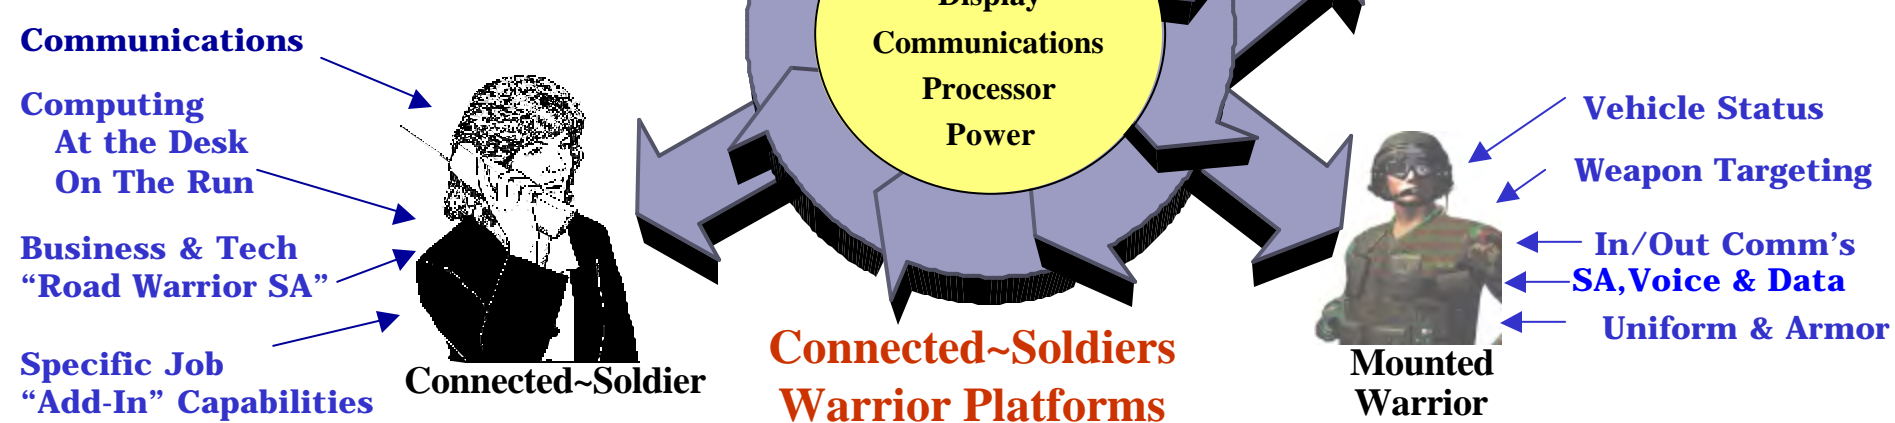 Communications
Computing
At the Desk
On The Run
Business & Tech
“Road Warrior SA”
Specific Job
“Add-In” Capabilities
Connected~Soldier
Display
Communications
Processor
Power
Connected~Soldiers
Warrior Platforms
Vehicle Status
Weapon Targeting
In/Out Comm’s
SA,Voice & Data
Uniform & Armor
Mounted
Warrior